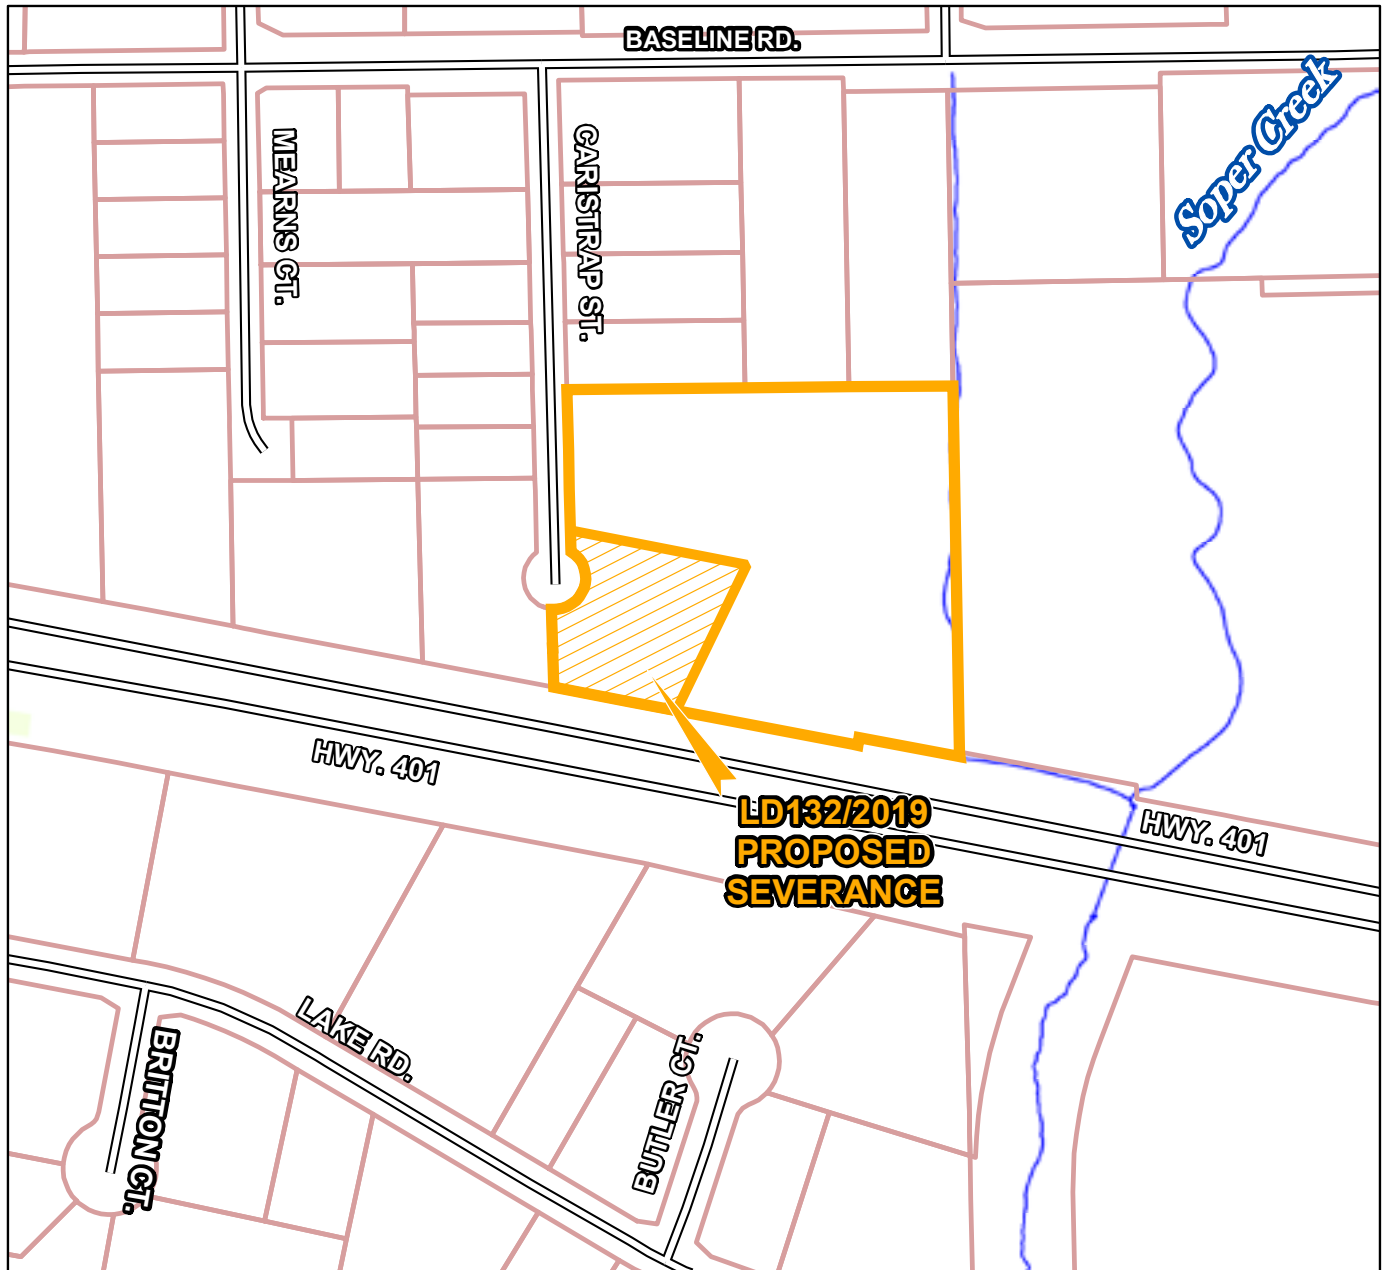 BASELINE RD.
Soper Creek
MEARNS CT.
CARISTRAP ST.
HWY. 401
LD132/2019
PROPOSED
SEVERANCE
HWY. 401
LAKE RD.
BRITTON CT.
BUTLER CT.